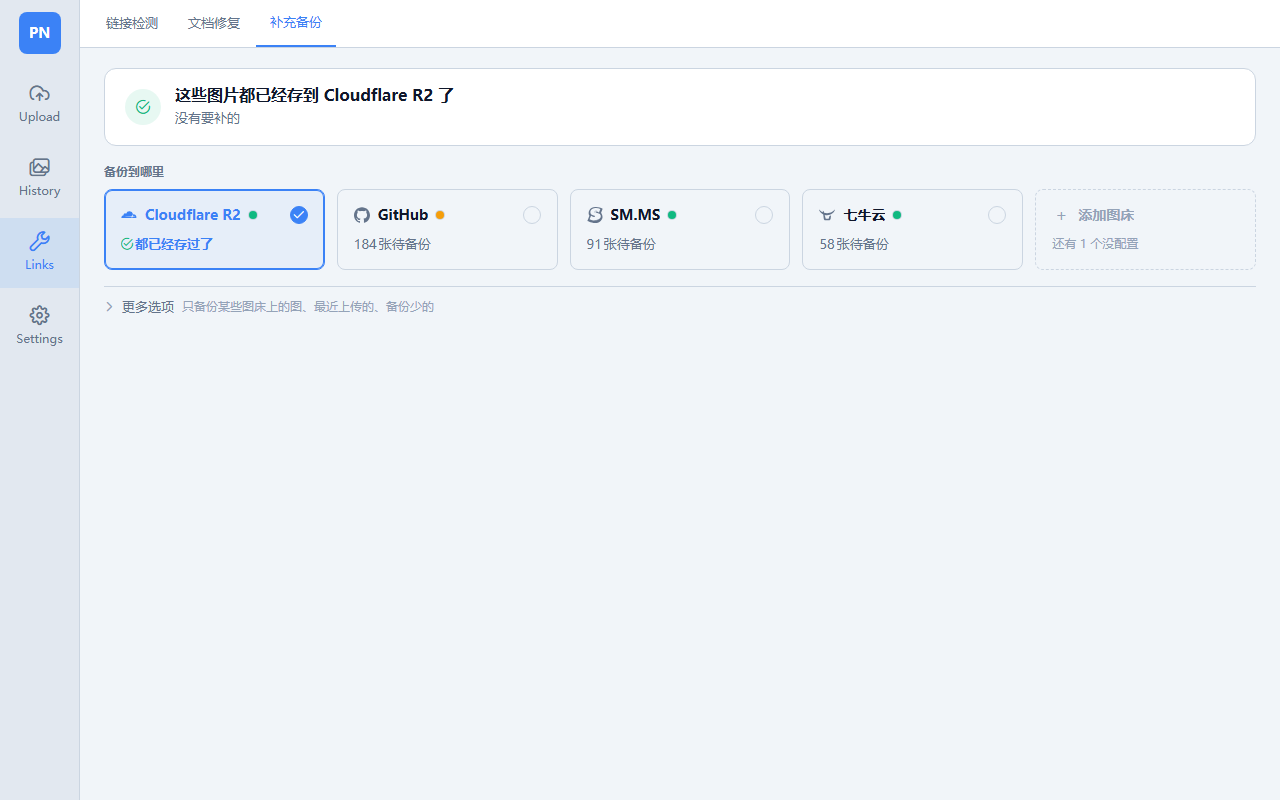 PN
Upload
History
Links
Settings
链接检测 文档修复 补充备份
这些图片都已经存到 Cloudflare R2 了
没有要补的
备份到哪里
Cloudflare R2
都已经存过了
GitHub
184张待备份
SM.MS
91张待备份
七牛云
58张待备份
+ 添加图床
还有 1 个没配置
更多选项 只备份某些图床上的图、最近上传的、备份少的